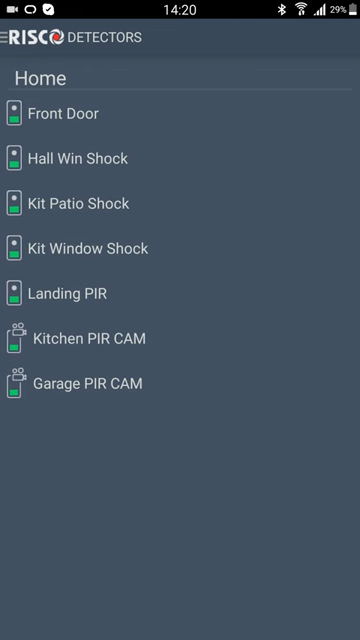 14:20
29%
RISCO DETECTORS
Home
Front Door
Hall Win Shock
Kit Patio Shock
Kit Window Shock
Landing PIR
Kitchen PIR CAM
Garage PIR CAM